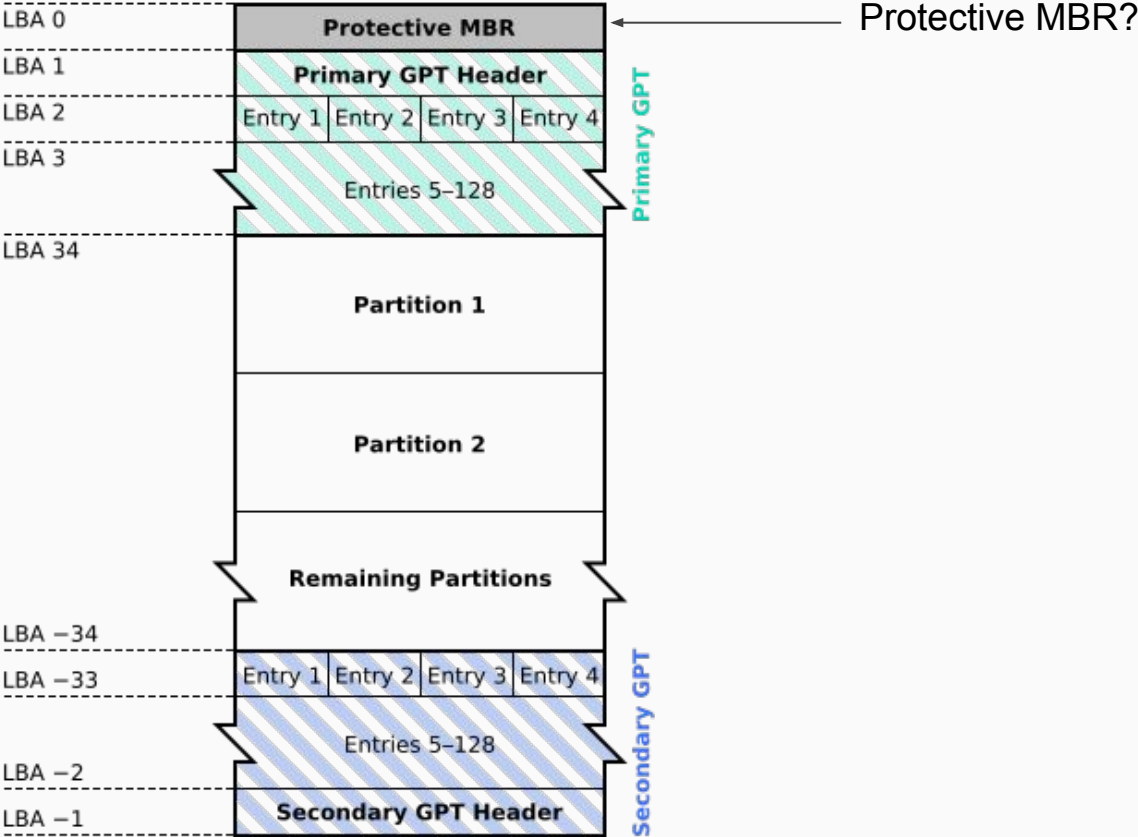 LBA 0
Protective MBR
Protective MBR?
LBA 1
Primary GPT Header
LBA 2
Entry 1 Entry 2 Entry 3 Entry 4
LBA 3
Entries 5–128
Primary GPT
LBA 34
Partition 1
Partition 2
Remaining Partitions
LBA −34
LBA −33
Entry 1 Entry 2 Entry 3 Entry 4
Entries 5–128
LBA −2
Secondary GPT Header
LBA −1
Secondary GPT